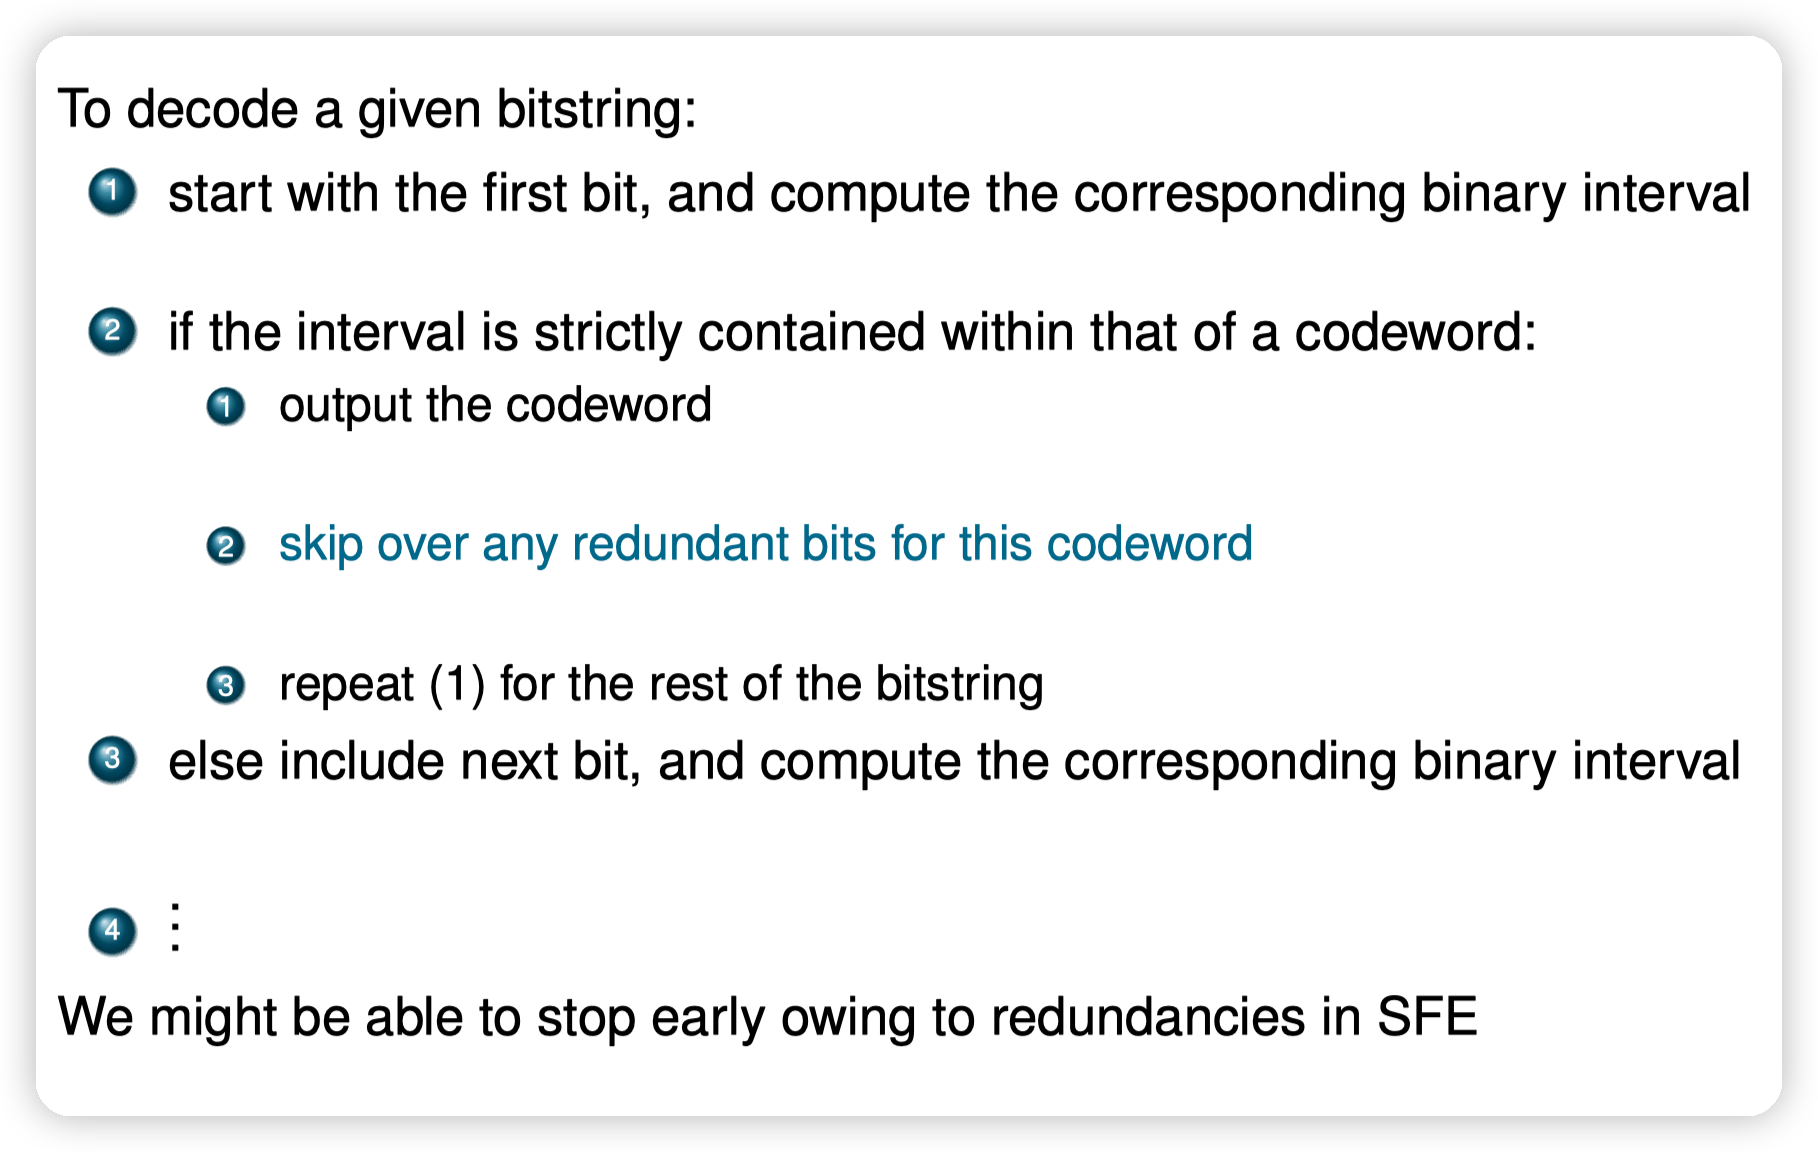 To decode a given bitstring:
1 start with the first bit, and compute the corresponding binary interval
2 if the interval is strictly contained within that of a codeword:
1 output the codeword
2 skip over any redundant bits for this codeword
3 repeat (1) for the rest of the bitstring
3 else include next bit, and compute the corresponding binary interval
4 ⋮
We might be able to stop early owing to redundancies in SFE